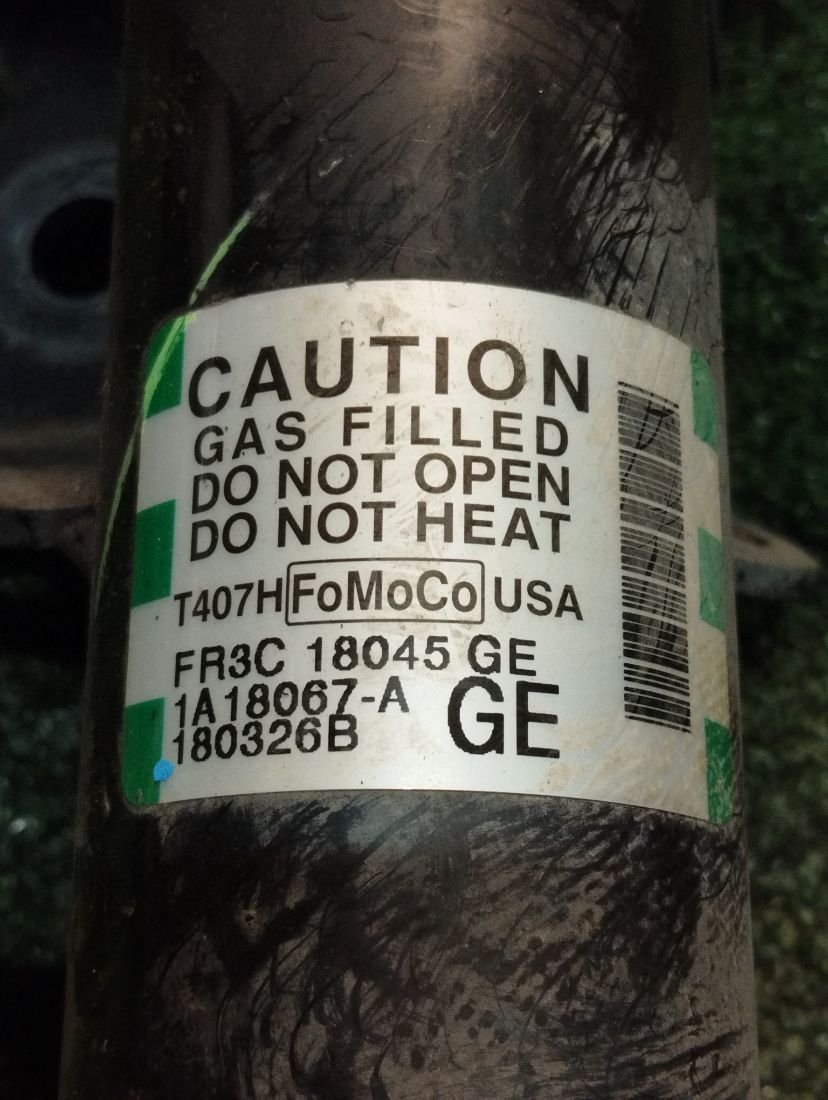 CAUTION
GAS FILLED
DO NOT OPEN
DO NOT HEAT
T407H FoMoCo USA
FR3C 18045 GE
1A18067-A
180326B
GE